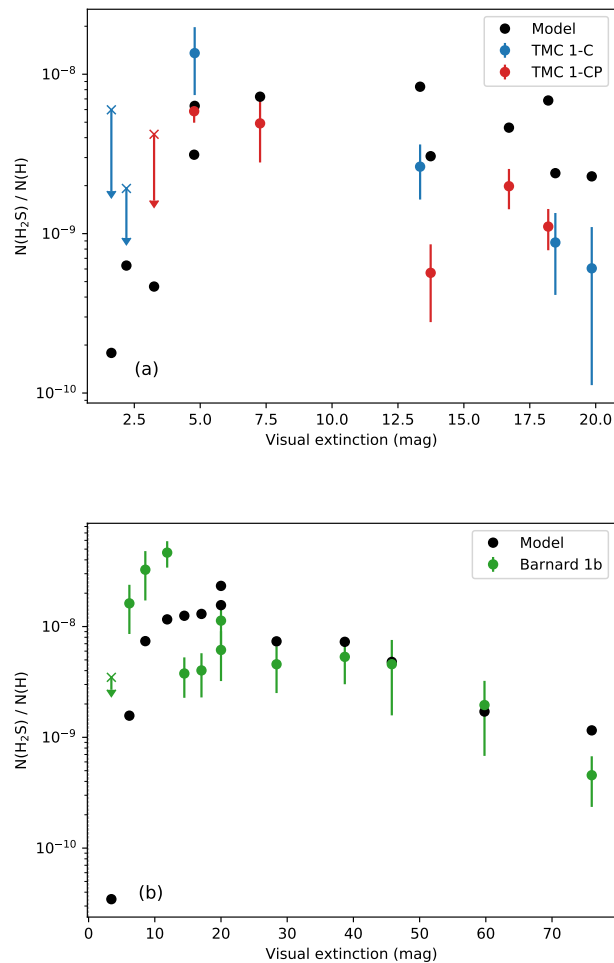 Model
TMC 1-C
TMC 1-CP
10⁻⁸
10⁻⁹
10⁻¹⁰
N(H₂S) / N(H)
(a)
2.5 5.0 7.5 10.0 12.5 15.0 17.5 20.0
Visual extinction (mag)
Model
Barnard 1b
10⁻⁸
10⁻⁹
10⁻¹⁰
N(H₂S) / N(H)
(b)
0 10 20 30 40 50 60 70
Visual extinction (mag)